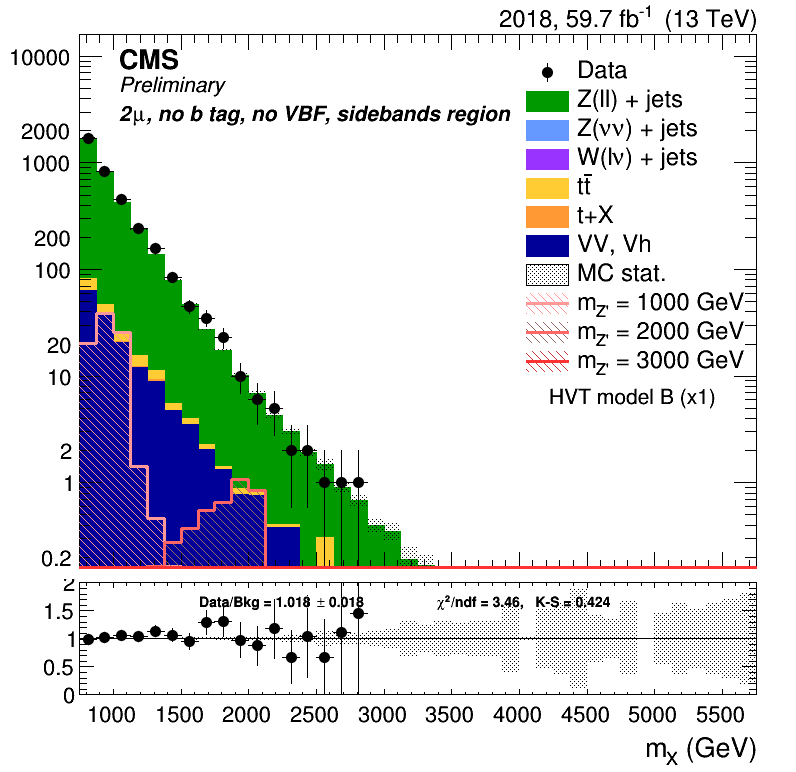 2018, 59.7 fb⁻¹ (13 TeV)
CMS
Preliminary
2μ, no b tag, no VBF, sidebands region
Data
Z(ll) + jets
Z(νν) + jets
W(lν) + jets
tt̄
t+X
VV, Vh
MC stat.
m_Z' = 1000 GeV
m_Z' = 2000 GeV
m_Z' = 3000 GeV
HVT model B (x1)
10000
2000
1000
200
100
20
10
2
1
0.2
Data/Bkg = 1.018 ± 0.018
χ²/ndf = 3.46, K-S = 0.424
2
1.5
1
0.5
0
1000 1500 2000 2500 3000 3500 4000 4500 5000 5500
m_X (GeV)